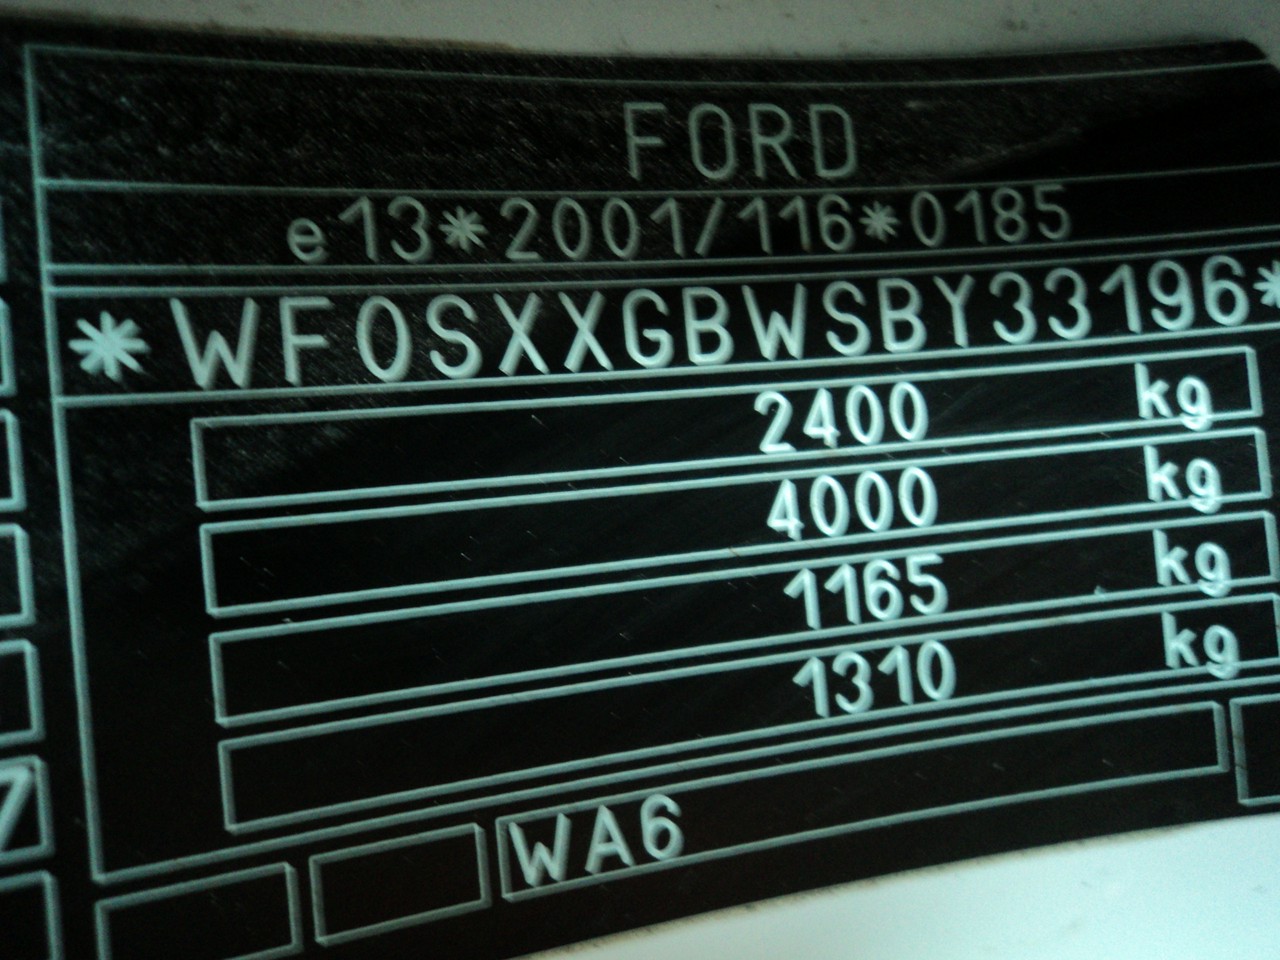 FORD
e13*2001/116*0185
*WF0SXXGBWSBY33196*
2400 kg
4000 kg
1165 kg
1310 kg
WA6